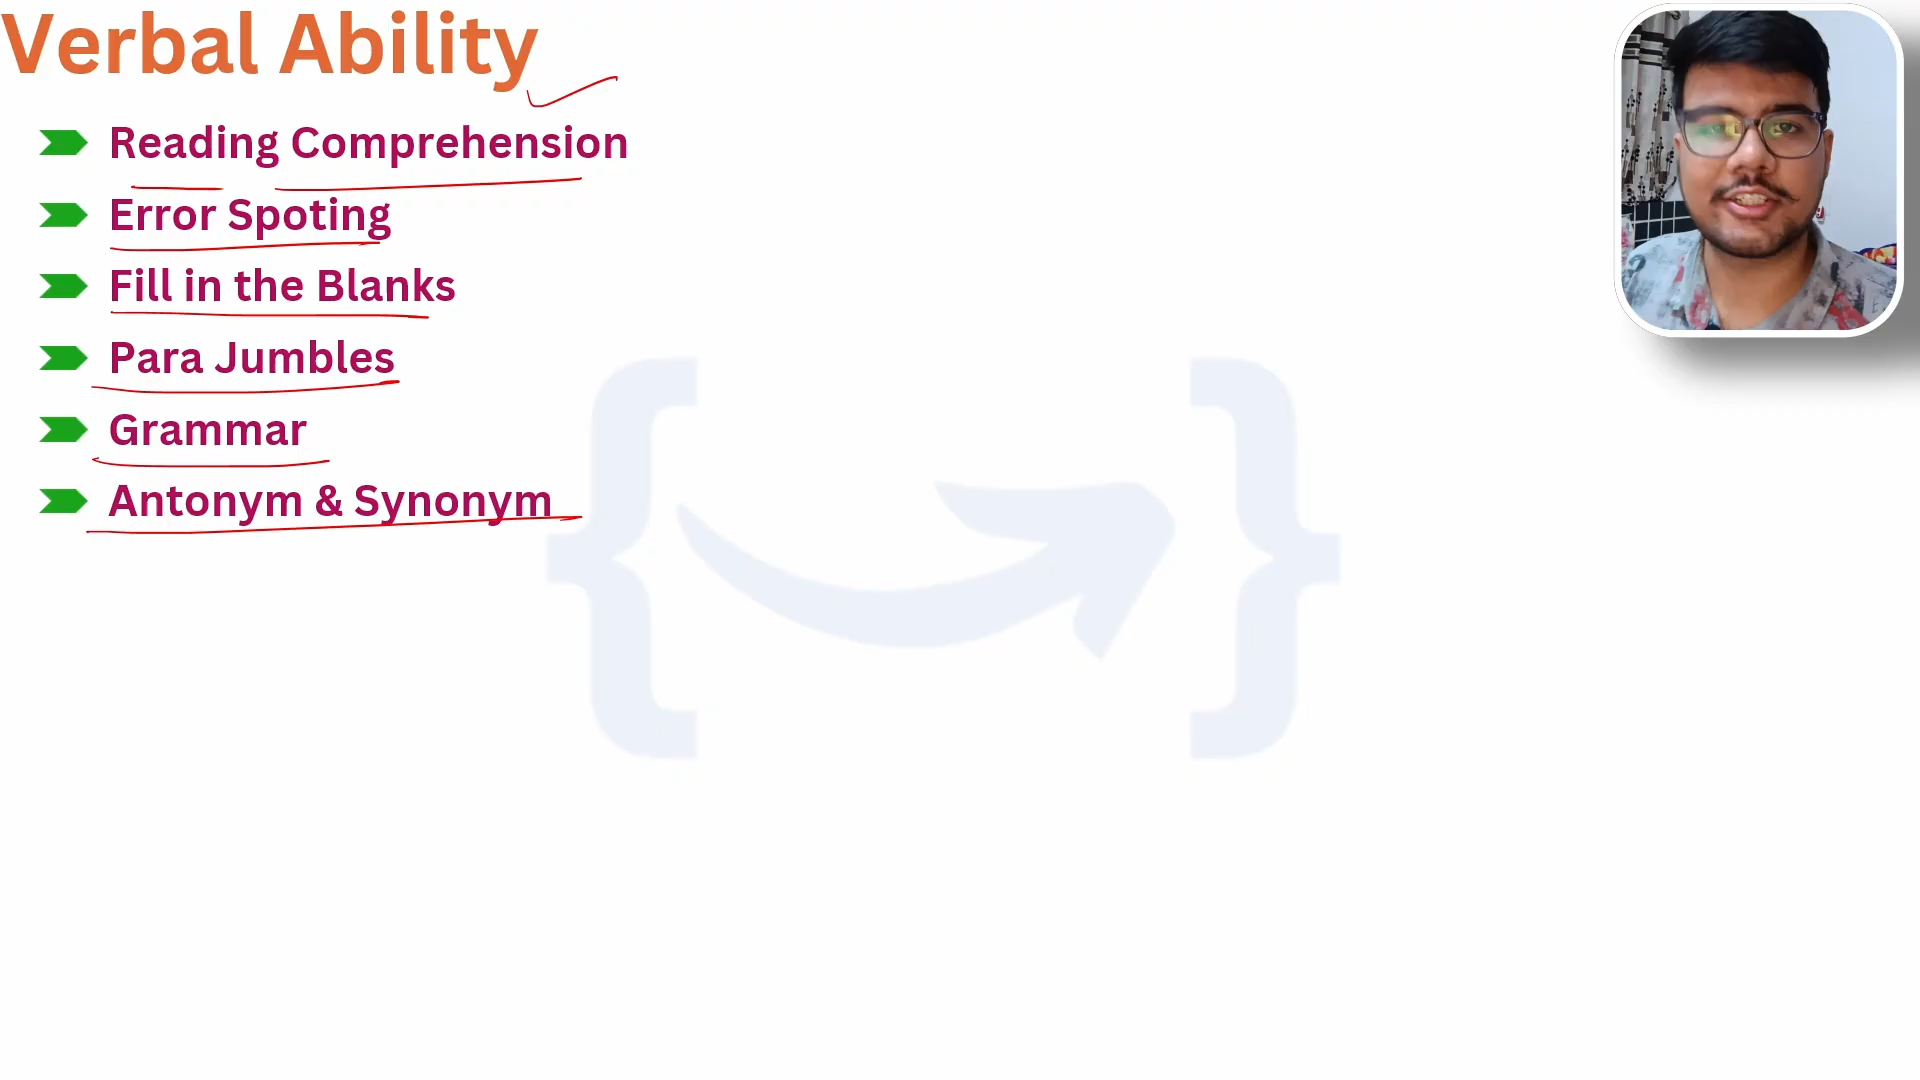 Verbal Ability
Reading Comprehension
Error Spoting
Fill in the Blanks
Para Jumbles
Grammar
Antonym & Synonym